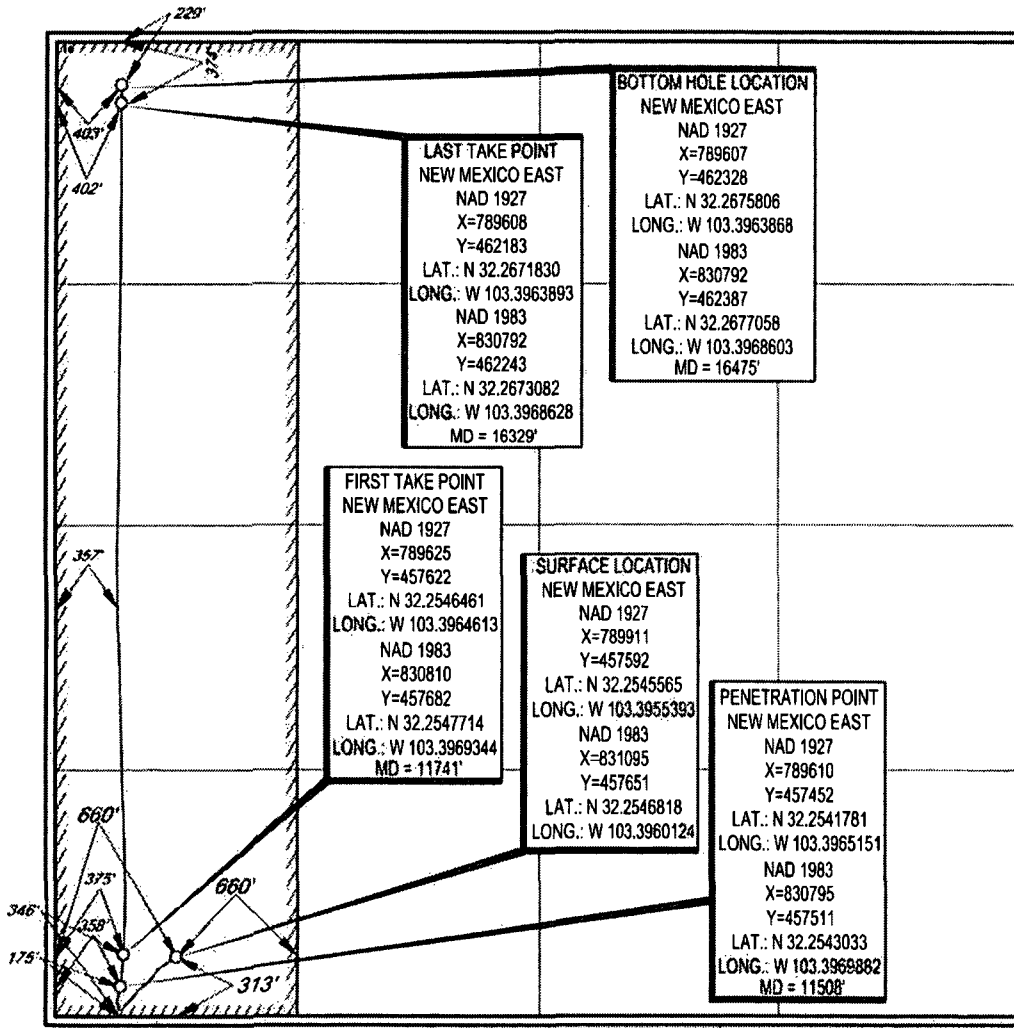 229'
374'
403'
402'
BOTTOM HOLE LOCATION
NEW MEXICO EAST
NAD 1927
X=789607
Y=462328
LAT.: N 32.2675806
LONG.: W 103.3963868
NAD 1983
X=830792
Y=462387
LAT.: N 32.2677058
LONG.: W 103.3968603
MD = 16475'
LAST TAKE POINT
NEW MEXICO EAST
NAD 1927
X=789608
Y=462183
LAT.: N 32.2671830
LONG.: W 103.3963893
NAD 1983
X=830792
Y=462243
LAT.: N 32.2673082
LONG.: W 103.3968628
MD = 16329'
FIRST TAKE POINT
NEW MEXICO EAST
NAD 1927
X=789625
Y=457622
LAT.: N 32.2546461
LONG.: W 103.3964613
NAD 1983
X=830810
Y=457682
LAT.: N 32.2547714
LONG.: W 103.3969344
MD = 11741'
357'
SURFACE LOCATION
NEW MEXICO EAST
NAD 1927
X=789911
Y=457592
LAT.: N 32.2545565
LONG.: W 103.3955393
NAD 1983
X=831095
Y=457651
LAT.: N 32.2546818
LONG.: W 103.3960124
PENETRATION POINT
NEW MEXICO EAST
NAD 1927
X=789610
Y=457452
LAT.: N 32.2541781
LONG.: W 103.3965151
NAD 1983
X=830795
Y=457511
LAT.: N 32.2543033
LONG.: W 103.3969882
MD = 11508'
660'
375'
660'
346'
358'
175'
313'